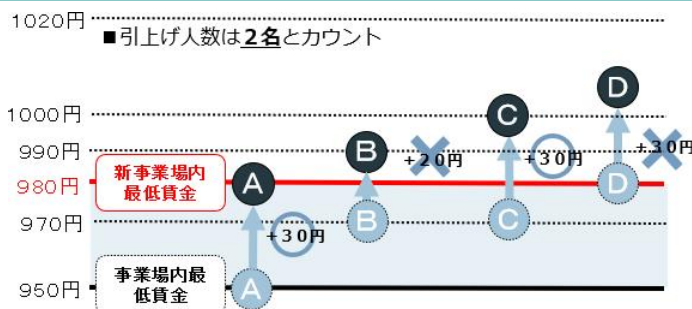 1020円
■引上げ人数は2名とカウント
1000円
990円
980円
970円
950円
新事業場内
最低賃金
事業場内最
低賃金
A
A
+30円
B
B
+20円
C
C
+30円
D
D
+30円